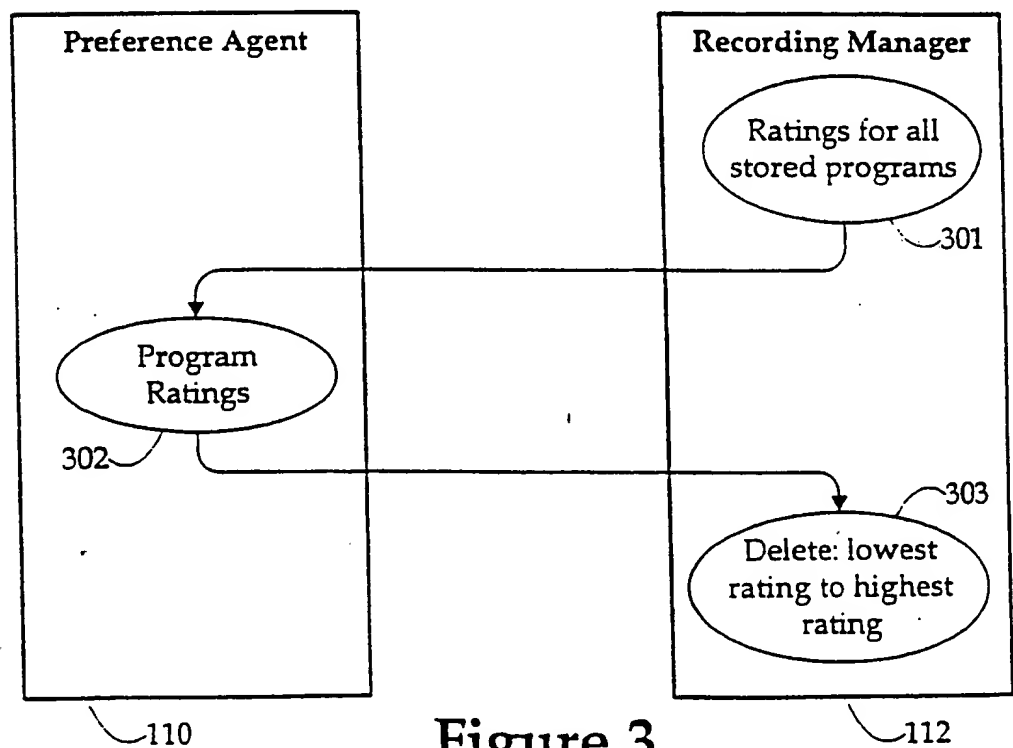 Preference Agent
Recording Manager
Ratings for all
stored programs
301
Program
Ratings
302
303
Delete: lowest
rating to highest
rating
110
Figure 3
112